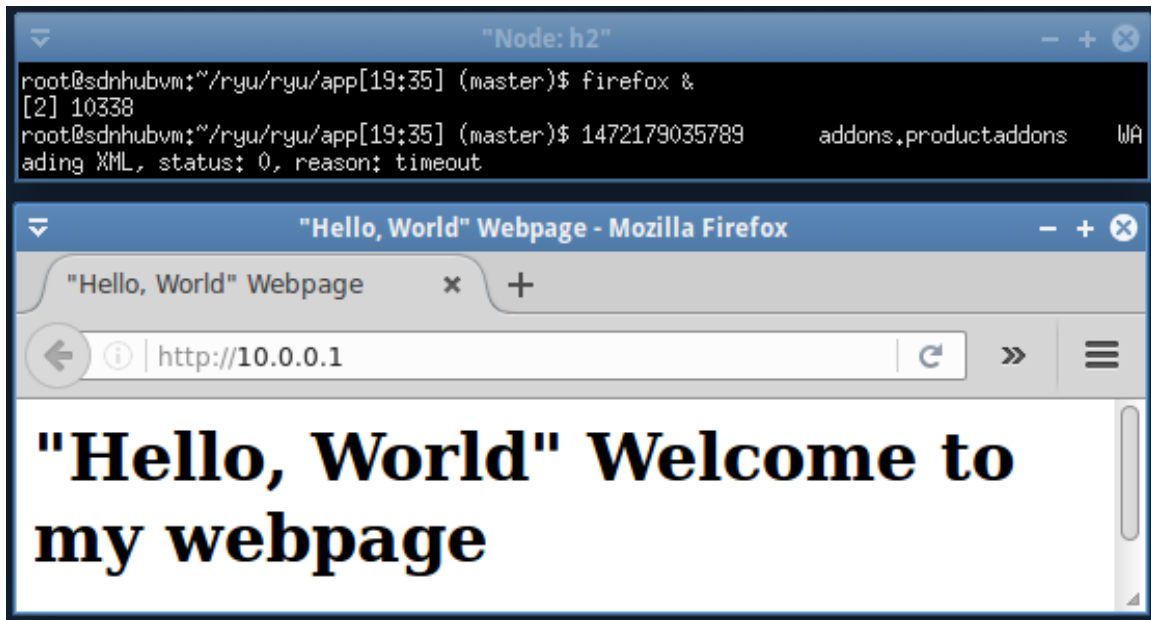 "Node: h2"
root@sdnhubvm:~/ryu/ryu/app[19:35] (master)$ firefox &
[2] 10338
root@sdnhubvm:~/ryu/ryu/app[19:35] (master)$ 1472179035789 addons.productaddons WA
ading XML, status: 0, reason: timeout
"Hello, World" Webpage - Mozilla Firefox
"Hello, World" Webpage
http://10.0.0.1
"Hello, World" Welcome to
my webpage